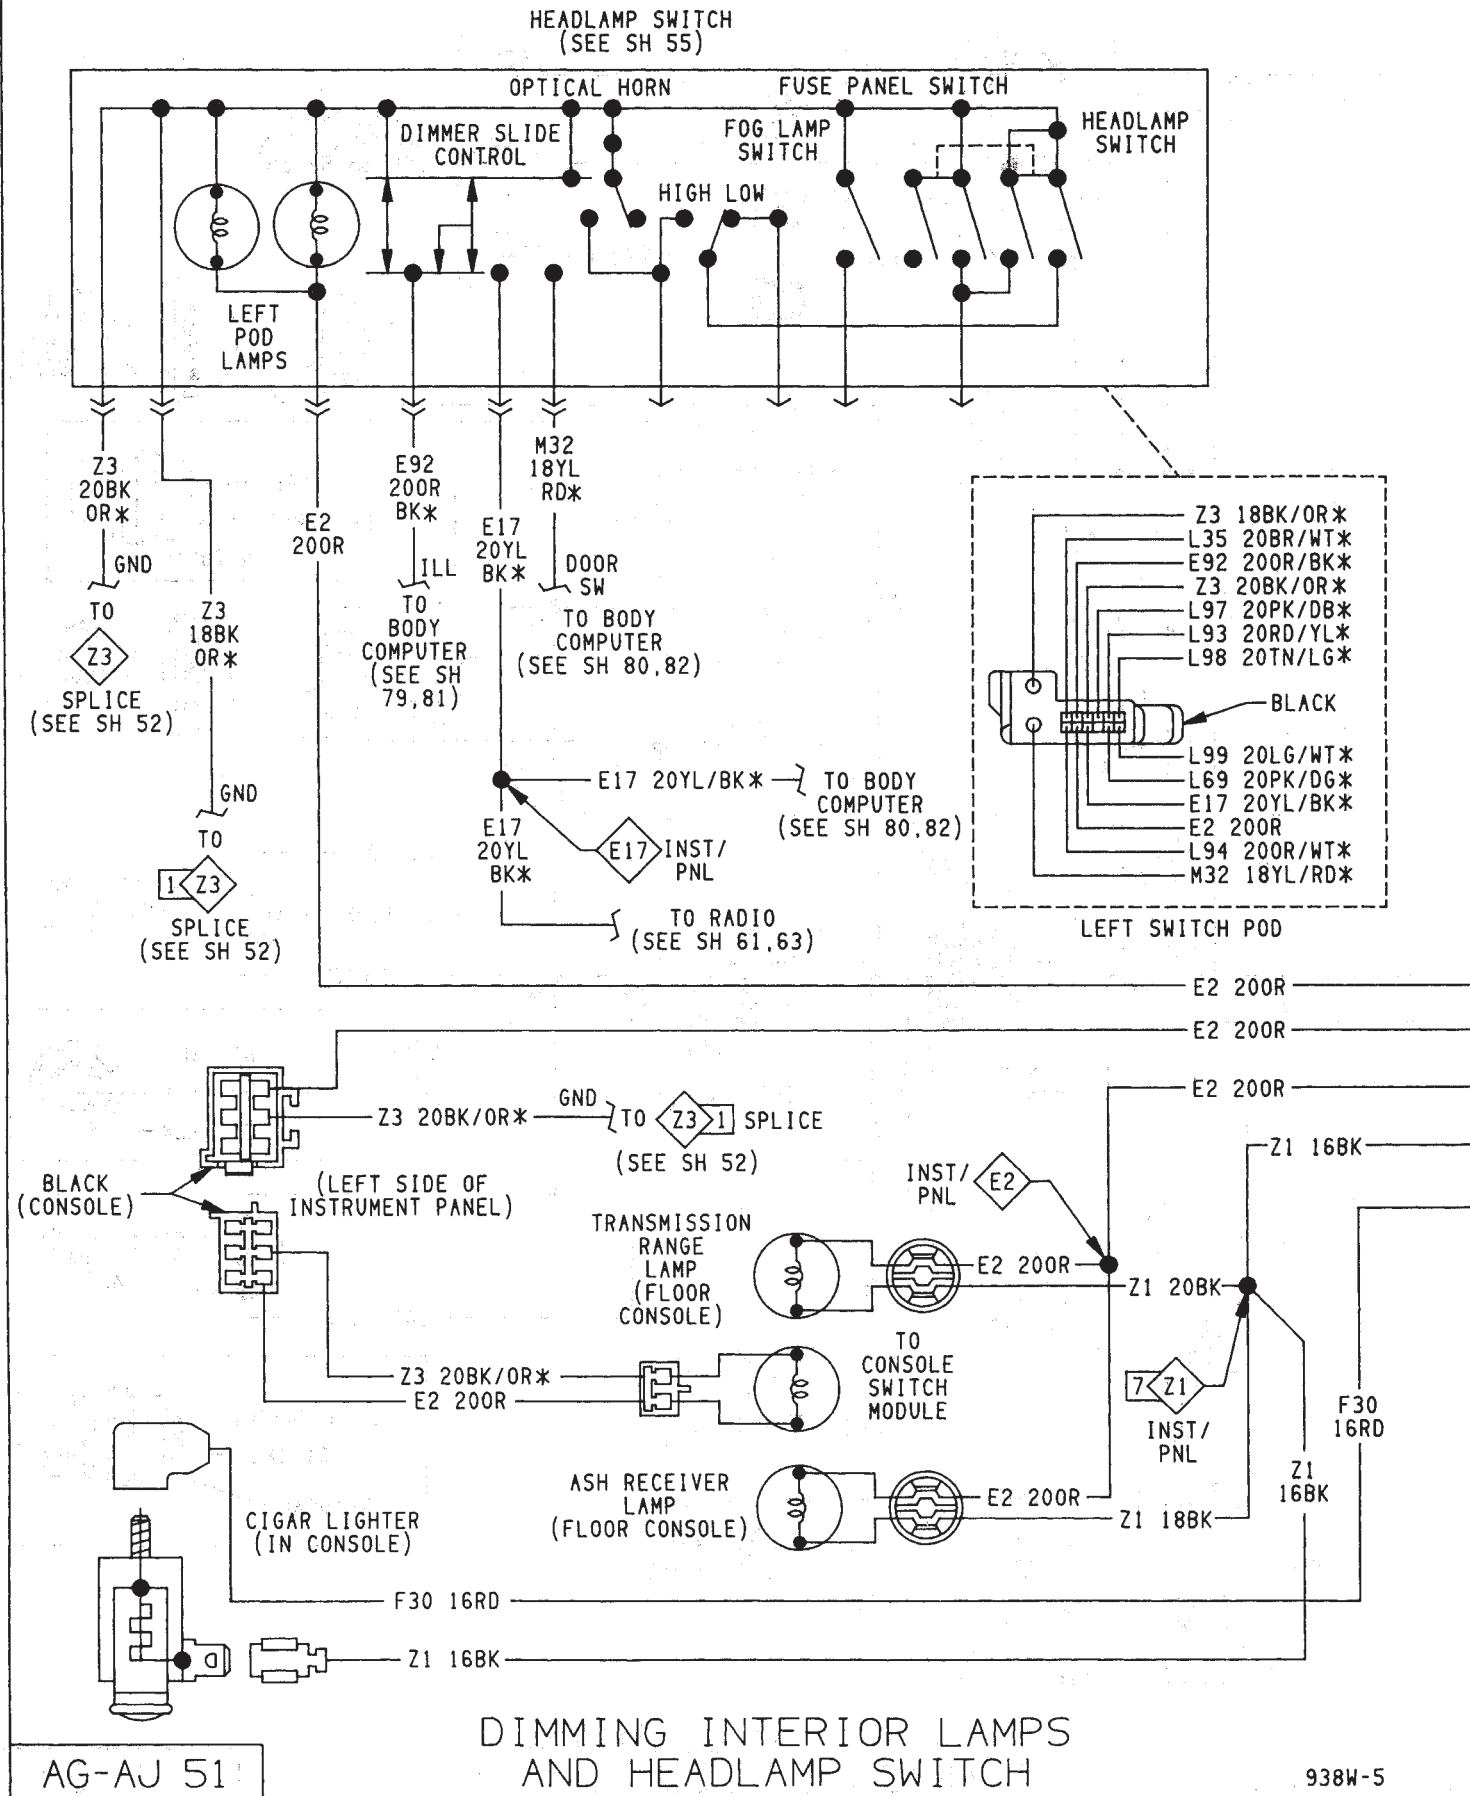 HEADLAMP SWITCH
(SEE SH 55)
OPTICAL HORN
FUSE PANEL SWITCH
DIMMER SLIDE
CONTROL
FOG LAMP
SWITCH
HEADLAMP
SWITCH
HIGH LOW
LEFT
POD
LAMPS
Z3
20BK
OR*
GND
TO
Z3
SPLICE
(SEE SH 52)
Z3
18BK
OR*
GND
TO
1 Z3
SPLICE
(SEE SH 52)
E2
20OR
E92
20OR
BK*
ILL
TO
BODY
COMPUTER
(SEE SH
79,81)
E17
20YL
BK*
M32
18YL
RD*
DOOR
SW
TO BODY
COMPUTER
(SEE SH 80,82)
E17 20YL/BK*
TO BODY
COMPUTER
(SEE SH 80,82)
E17
20YL
BK*
E17
INST/
PNL
TO RADIO
(SEE SH 61,63)
Z3 18BK/OR*
L35 20BR/WT*
E92 20OR/BK*
Z3 20BK/OR*
L97 20PK/DB*
L93 20RD/YL*
L98 20TN/LG*
BLACK
L99 20LG/WT*
L69 20PK/DG*
E17 20YL/BK*
E2 20OR
L94 20OR/WT*
M32 18YL/RD*
LEFT SWITCH POD
E2 20OR
E2 20OR
E2 20OR
Z3 20BK/OR*
GND
TO
Z3 1
SPLICE
(SEE SH 52)
Z1 16BK
BLACK
(CONSOLE)
(LEFT SIDE OF
INSTRUMENT PANEL)
INST/
PNL
E2
TRANSMISSION
RANGE
LAMP
(FLOOR
CONSOLE)
E2 20OR
Z1 20BK
TO
CONSOLE
SWITCH
MODULE
Z3 20BK/OR*
E2 20OR
7 Z1
INST/
PNL
F30
16RD
Z1
16BK
ASH RECEIVER
LAMP
(FLOOR CONSOLE)
E2 20OR
Z1 18BK
CIGAR LIGHTER
(IN CONSOLE)
F30 16RD
Z1 16BK
DIMMING INTERIOR LAMPS
AND HEADLAMP SWITCH
AG-AJ 51
938W-5